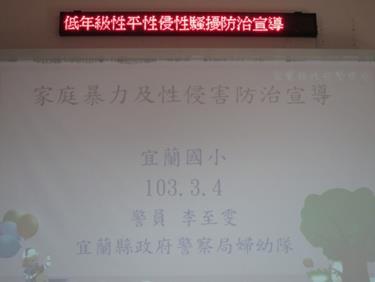 低年級性平性侵性騷擾防治宣導
家庭暴力及性侵害防治宣導
宜蘭國小
103.3.4
警員 李至雯
宜蘭縣政府警察局婦幼隊